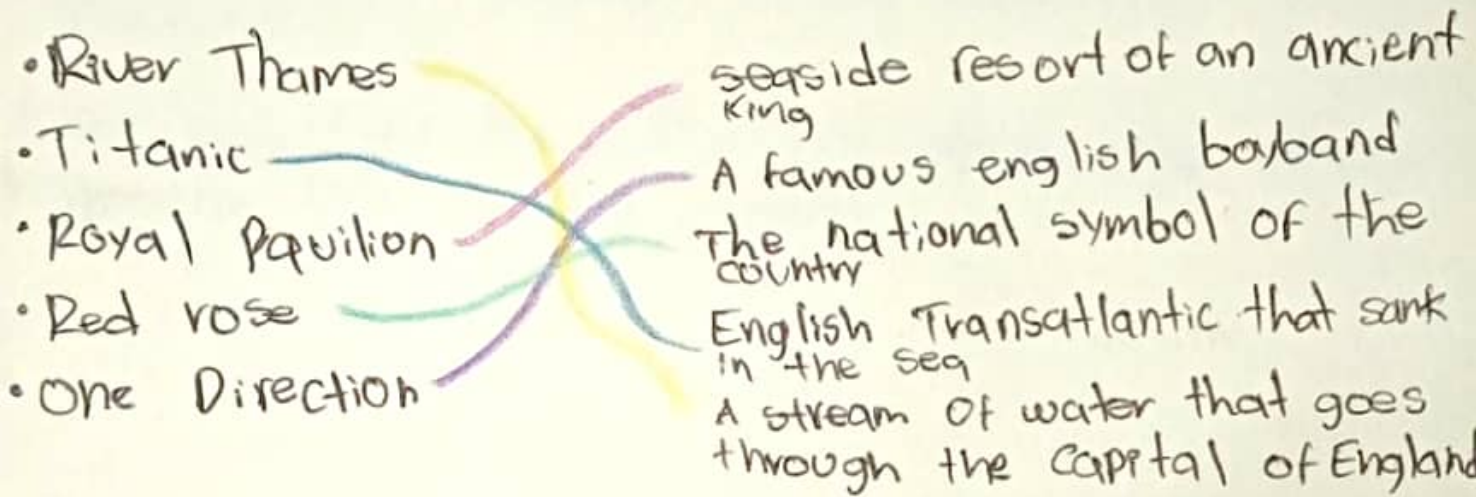 • River Thames
• Titanic
• Royal Pavilion
• Red rose
• One Direction
seaside resort of an ancient
King
A famous english boyband
The national symbol of the
country
English Transatlantic that sank
in the sea
A stream of water that goes
through the capital of England